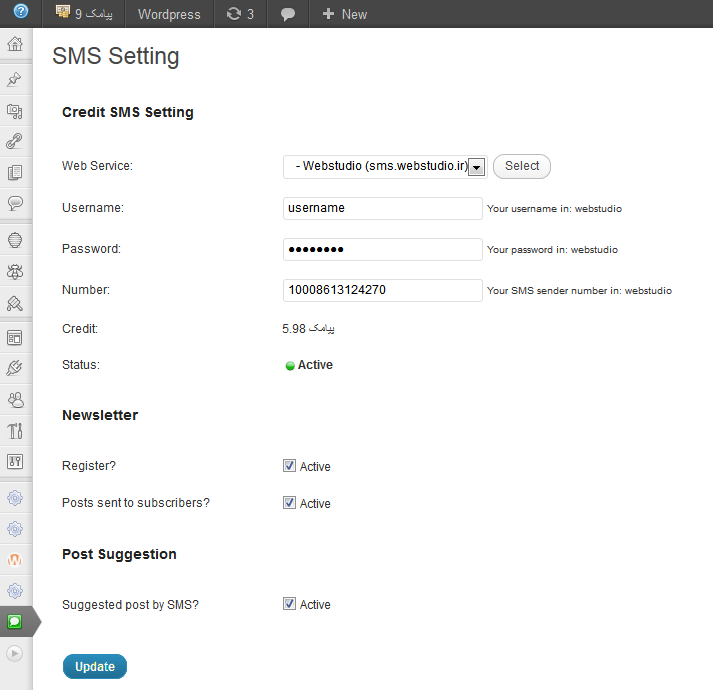 پیامک 9 Wordpress 3 + New
SMS Setting
Credit SMS Setting
Web Service: - Webstudio (sms.webstudio.ir) Select
Username: username Your username in: webstudio
Password: ●●●●●●●● Your password in: webstudio
Number: 10008613124270 Your SMS sender number in: webstudio
Credit: 5.98 پیامک
Status: Active
Newsletter
Register? Active
Posts sent to subscribers? Active
Post Suggestion
Suggested post by SMS? Active
Update